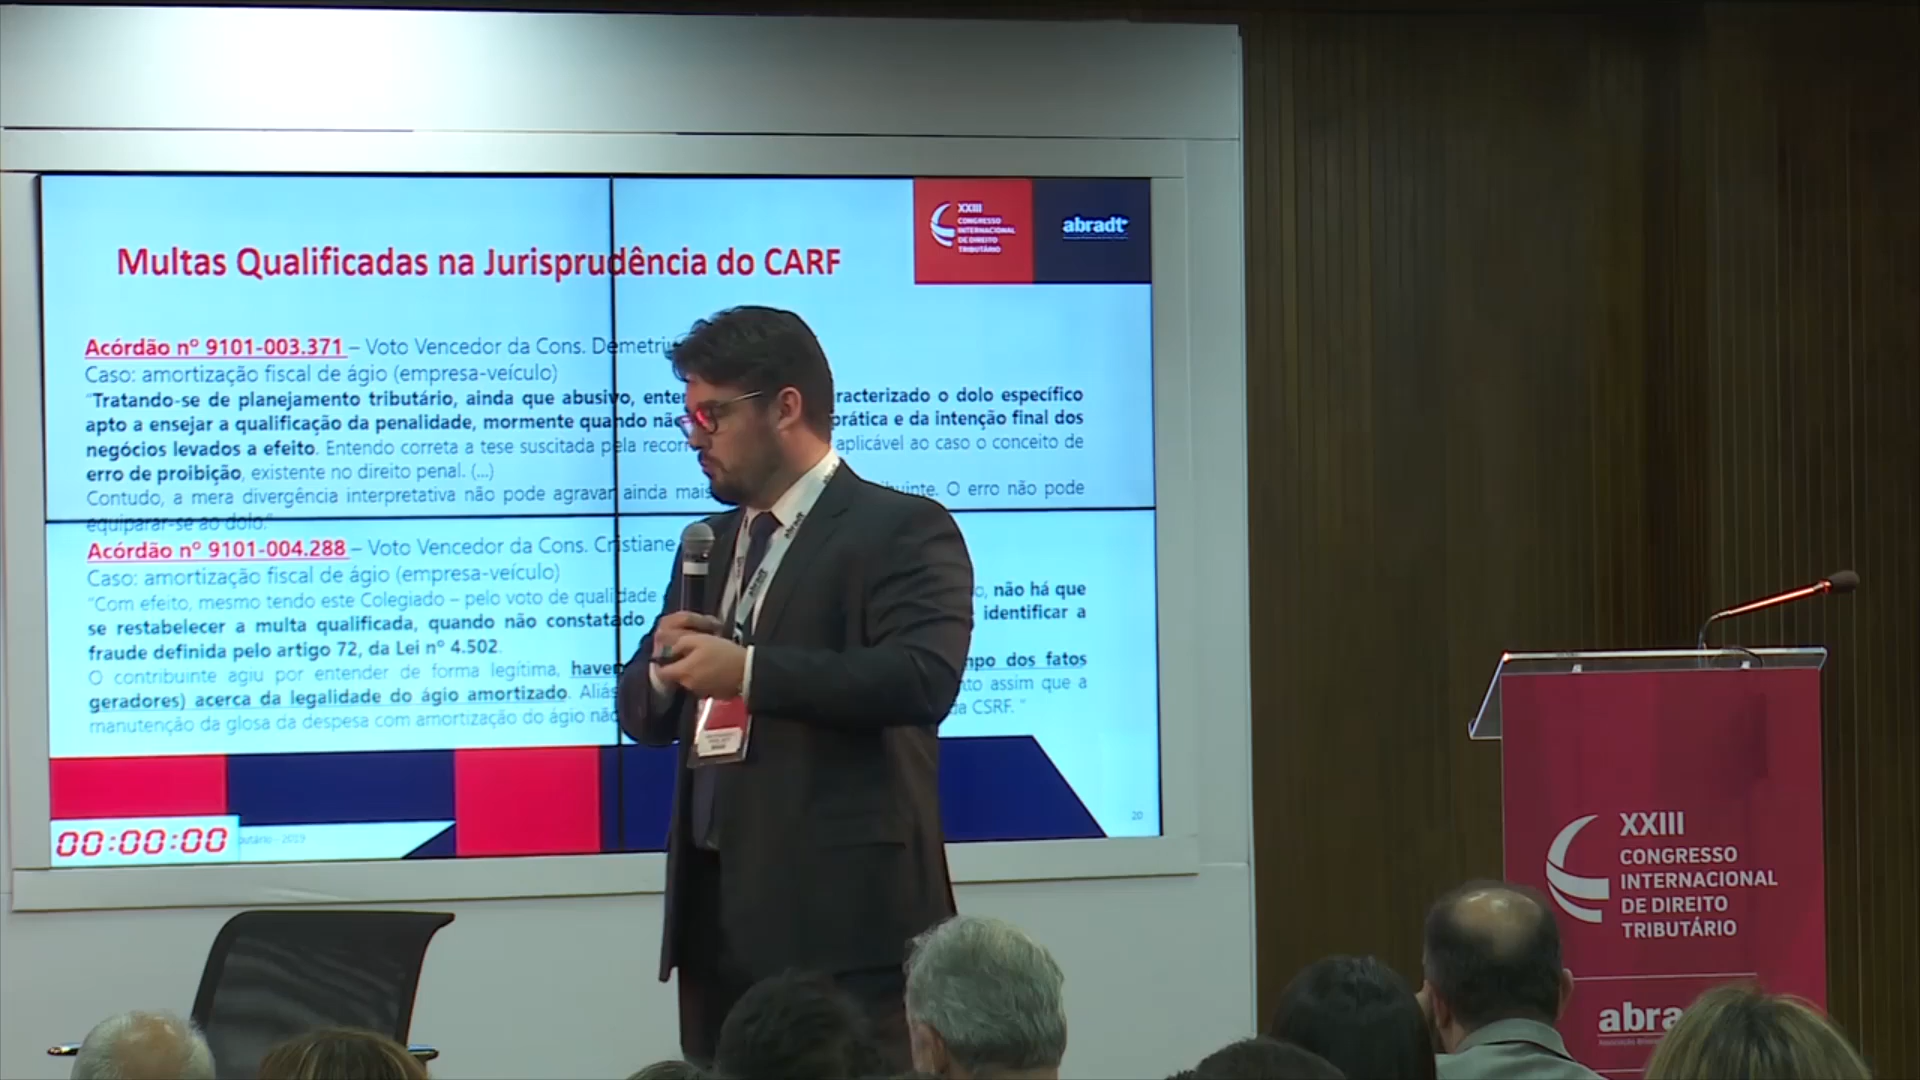 XXIII
CONGRESSO
INTERNACIONAL
DE DIREITO
TRIBUTÁRIO
abradt
Multas Qualificadas na Jurisprudência do CARF
Acórdão nº 9101-003.371 – Voto Vencedor da Cons. Demetri
Caso: amortização fiscal de ágio (empresa-veículo)
"Tratando-se de planejamento tributário, ainda que abusivo, enten racterizado o dolo específico
apto a ensejar a qualificação da penalidade, mormente quando nã prática e da intenção final dos
negócios levados a efeito. Entendo correta a tese suscitada pela recorr aplicável ao caso o conceito de
erro de proibição, existente no direito penal. (...)
Contudo, a mera divergência interpretativa não pode agravar ainda mais ibuinte. O erro não pode
equiparar-se ao dolo."
Acórdão nº 9101-004.288 – Voto Vencedor da Cons. Cristiane
Caso: amortização fiscal de ágio (empresa-veículo)
"Com efeito, mesmo tendo este Colegiado – pelo voto de qualidade o, não há que
se restabelecer a multa qualificada, quando não constatado identificar a
fraude definida pelo artigo 72, da Lei nº 4.502.
O contribuinte agiu por entender de forma legítima, haver mpo dos fatos
geradores) acerca da legalidade do ágio amortizado. Aliás nto assim que a
manutenção da glosa da despesa com amortização do ágio não da CSRF. "
00:00:00
butário - 2019
20
XXIII
CONGRESSO
INTERNACIONAL
DE DIREITO
TRIBUTÁRIO
abra